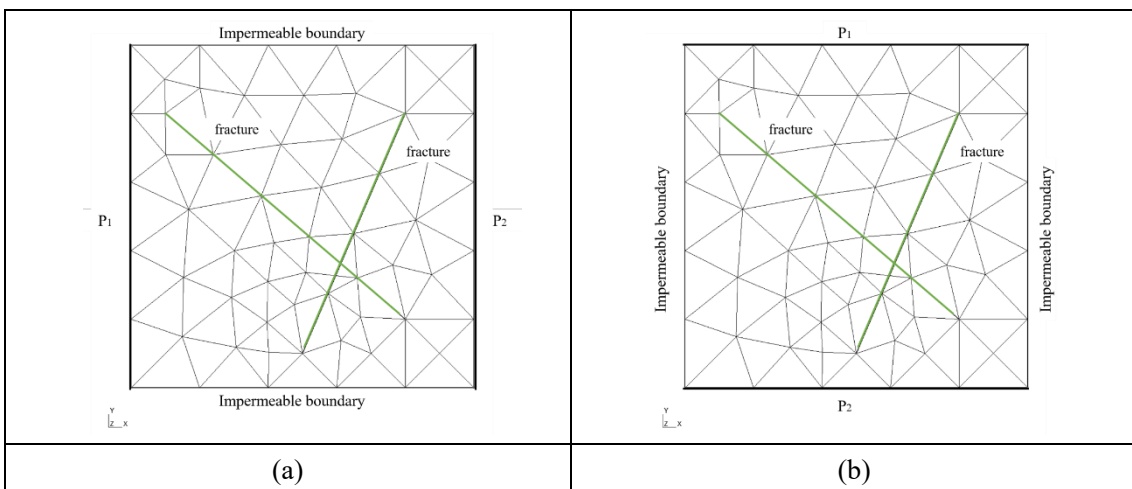 Impermeable boundary
fracture
fracture
P1
P2
Impermeable boundary
Y
Z X
(a)
P1
fracture
fracture
Impermeable boundary
Impermeable boundary
P2
Y
Z X
(b)